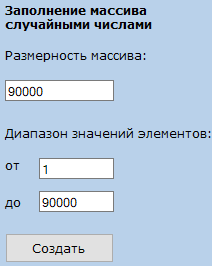 Заполнение массива
случайными числами
Размерность массива:
90000
Диапазон значений элементов:
от 1
до 90000
Создать